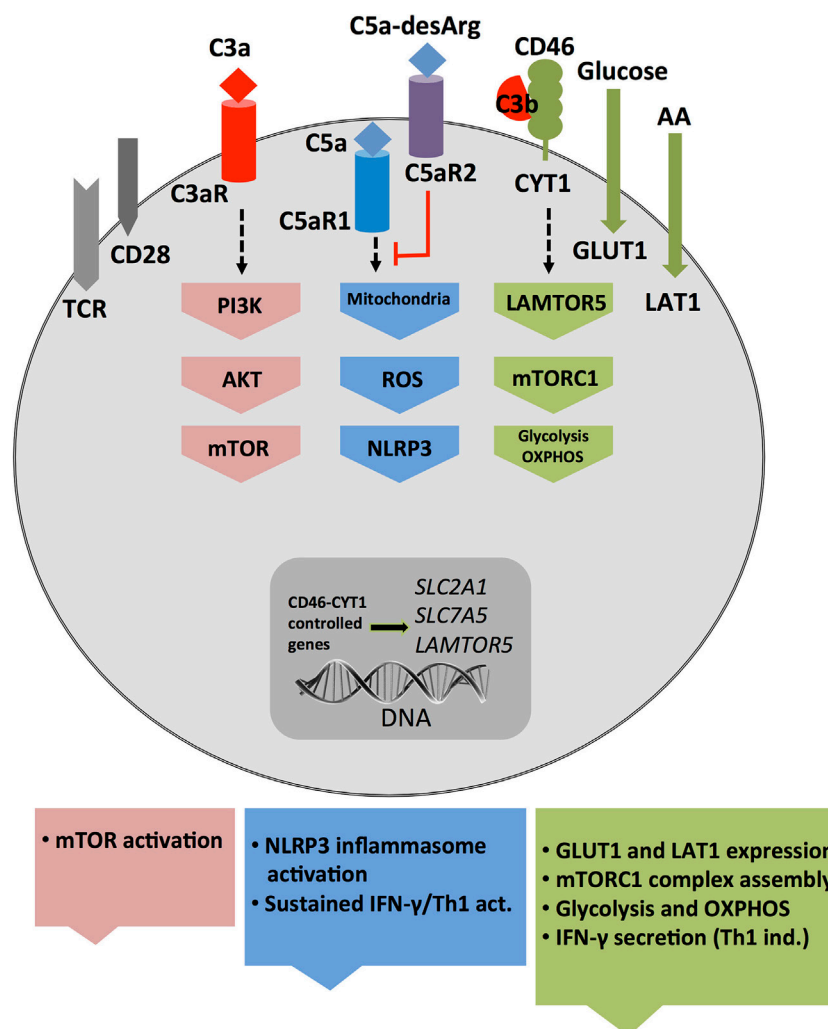 C5a-desArg
C3a
CD46
Glucose
C3b
AA
C5a
C5aR2
CYT1
C3aR
C5aR1
CD28
GLUT1
TCR
LAT1
PI3K
Mitochondria
LAMTOR5
AKT
ROS
mTORC1
mTOR
NLRP3
Glycolysis
OXPHOS
CD46-CYT1
controlled
genes
SLC2A1
SLC7A5
LAMTOR5
DNA
• mTOR activation
• NLRP3 inflammasome
activation
• Sustained IFN-γ/Th1 act.
• GLUT1 and LAT1 expression
• mTORC1 complex assembly
• Glycolysis and OXPHOS
• IFN-γ secretion (Th1 ind.)